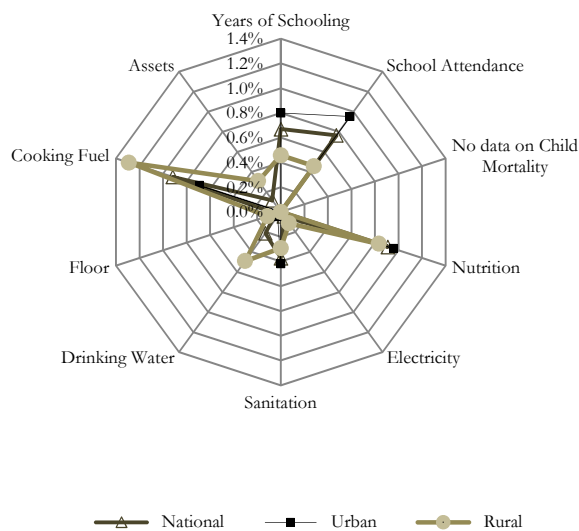 Years of Schooling
1.4%
1.2%
1.0%
0.8%
0.6%
0.4%
0.2%
0.0%
School Attendance
No data on Child
Mortality
Nutrition
Electricity
Sanitation
Drinking Water
Floor
Cooking Fuel
Assets
National Urban Rural